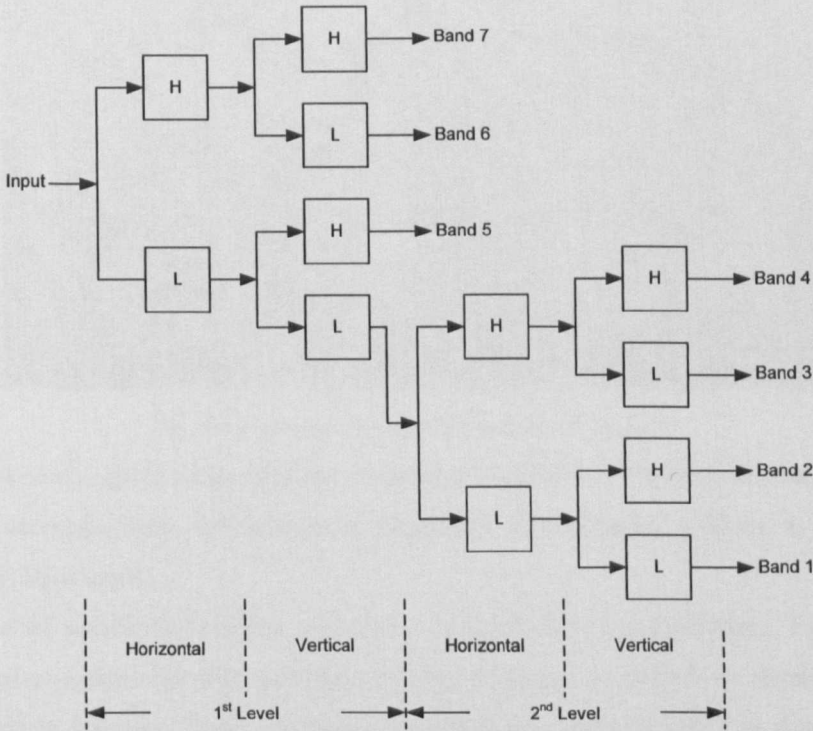 H
Band 7
H
L
Band 6
Input
H
Band 5
L
H
Band 4
L
H
L
Band 3
H
Band 2
L
L
Band 1
Horizontal
Vertical
Horizontal
Vertical
1st Level
2nd Level